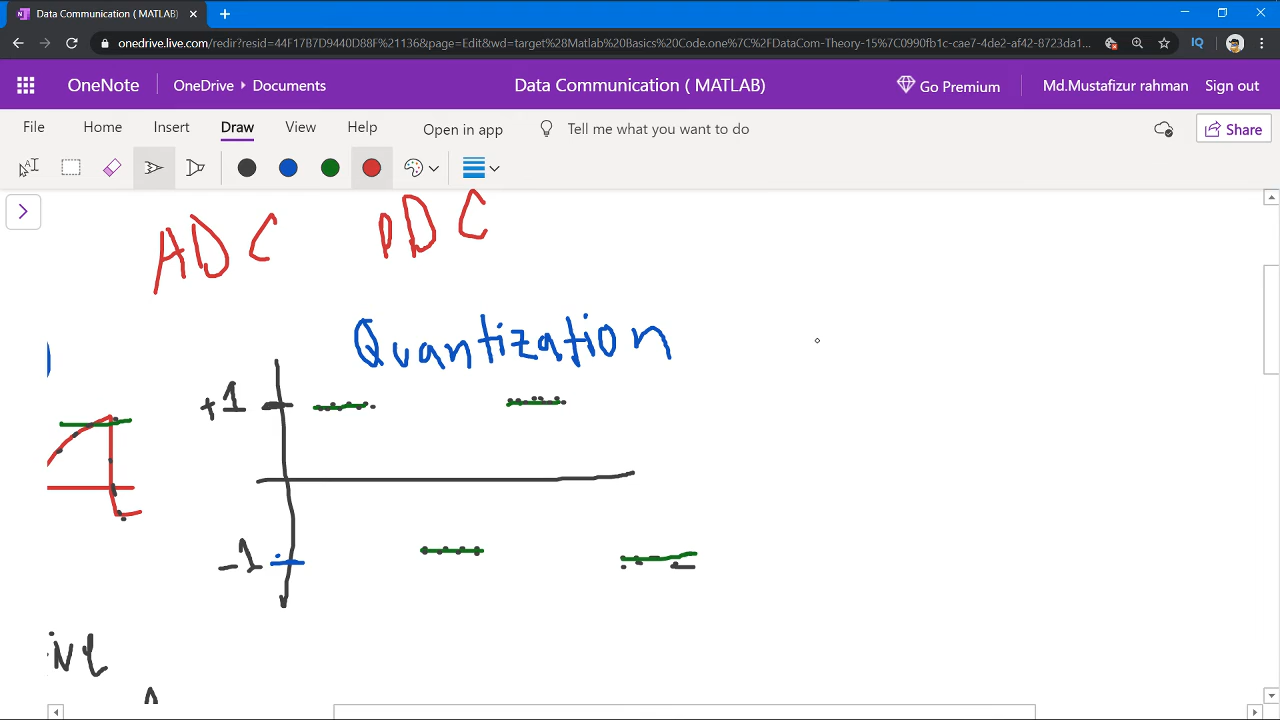 Data Communication (MATLAB)
onedrive.live.com/redir?resid=44F17B7D9440D88F%21136&page=Edit&wd=target%28Matlab%20Basics%20Code.one%7C%2FDataCom-Theory-15%7C0990fb1c-cae7-4de2-af42-8723da1...
OneNote
OneDrive › Documents
Data Communication ( MATLAB)
Go Premium
Md.Mustafizur rahman
Sign out
File Home Insert Draw View Help Open in app Tell me what you want to do
Share
ADC
Quantization
+1
-1